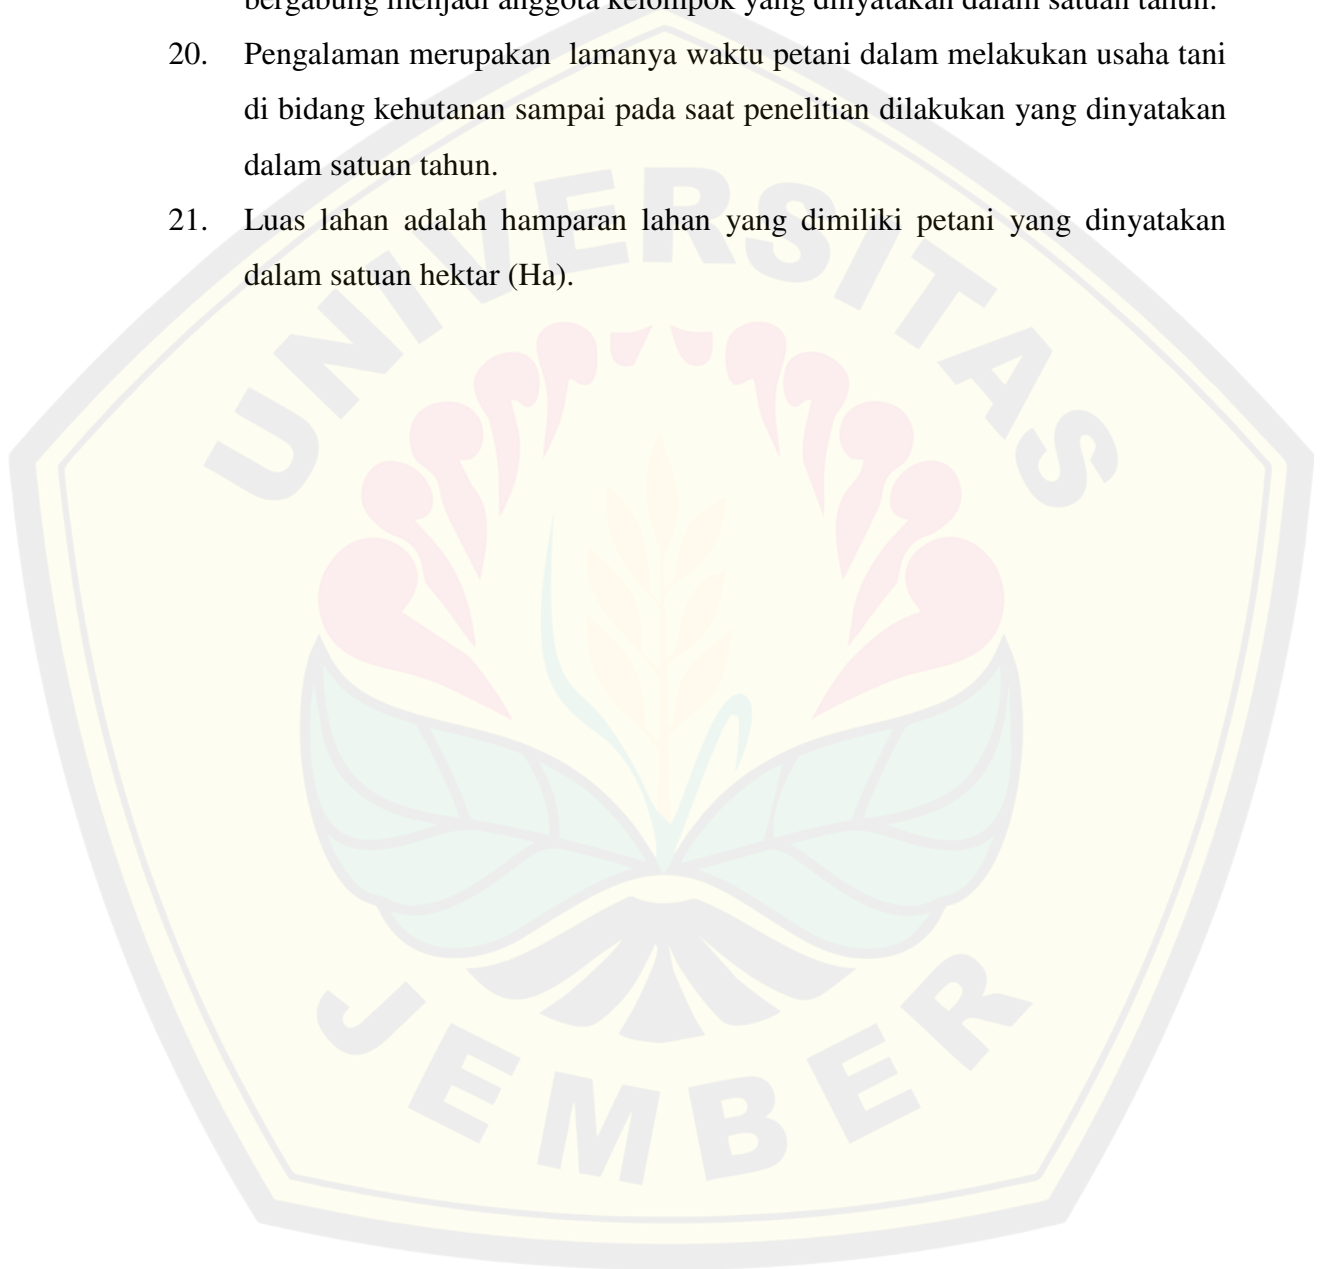 bergabung menjadi anggota kelompok yang dinyatakan dalam satuan tahun.
20. Pengalaman merupakan lamanya waktu petani dalam melakukan usaha tani
di bidang kehutanan sampai pada saat penelitian dilakukan yang dinyatakan
dalam satuan tahun.
21. Luas lahan adalah hamparan lahan yang dimiliki petani yang dinyatakan
dalam satuan hektar (Ha).
UNIVERSITAS
JEMBER